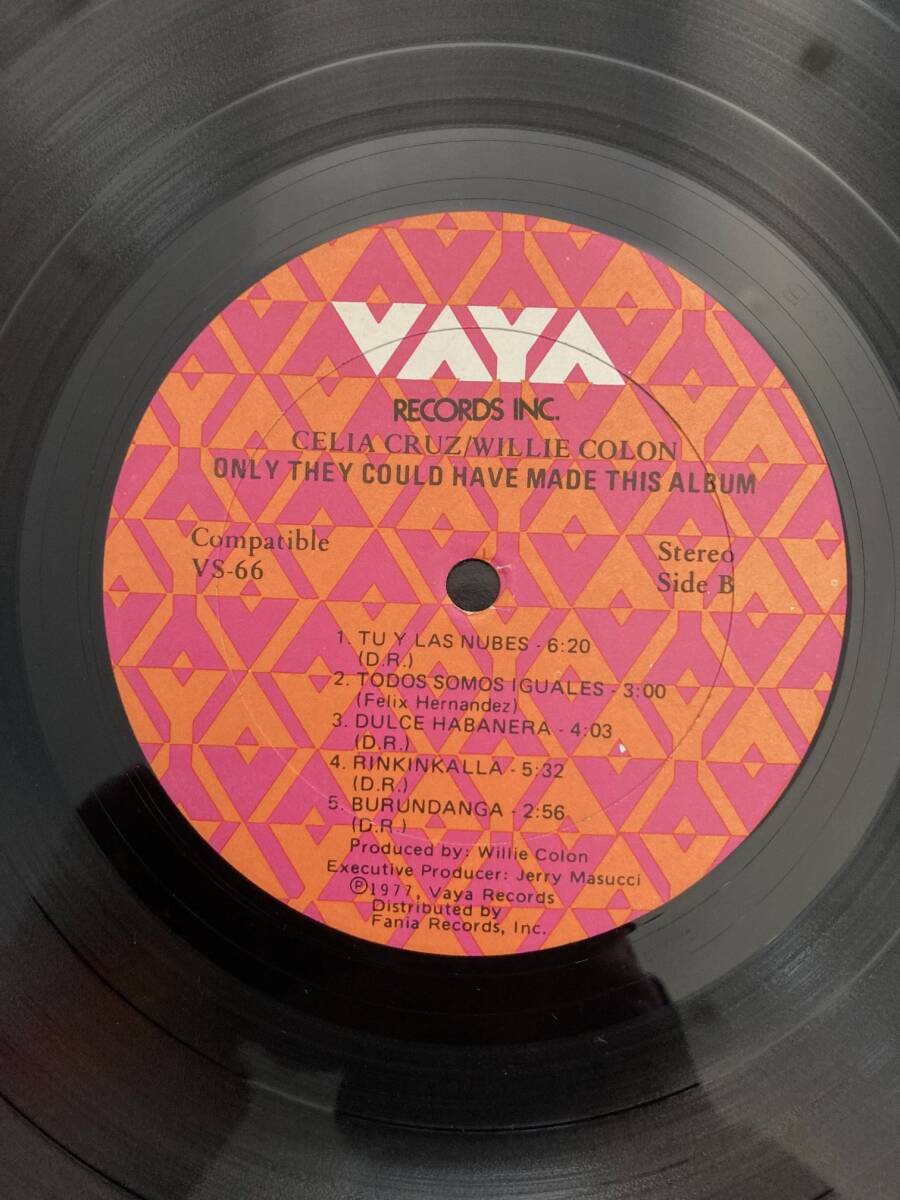 VAYA
RECORDS INC.
CELIA CRUZ/WILLIE COLON
ONLY THEY COULD HAVE MADE THIS ALBUM
Compatible
VS-66
Stereo
Side B
1. TU Y LAS NUBES - 6:20
(D.R.)
2. TODOS SOMOS IGUALES - 3:00
(Felix Hernandez)
3. DULCE HABANERA - 4:03
(D.R.)
4. RINKINKALLA - 5:32
(D.R.)
5. BURUNDANGA - 2:56
(D.R.)
Produced by: Willie Colon
Executive Producer: Jerry Masucci
Ⓟ1977, Vaya Records
Distributed by
Fania Records, Inc.